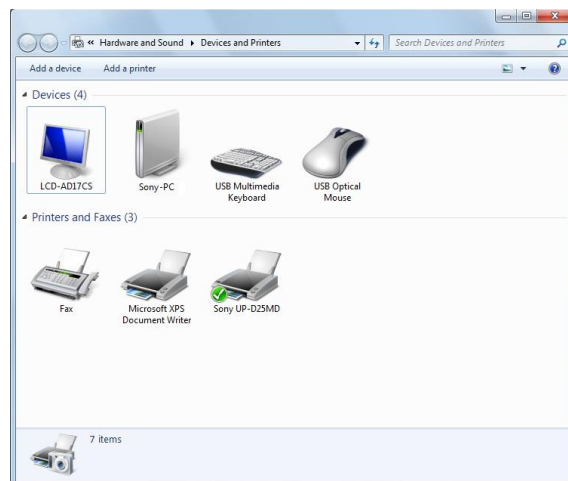 « Hardware and Sound ▸ Devices and Printers
Search Devices and Printers
Add a device Add a printer
Devices (4)
LCD-AD17CS
Sony-PC
USB Multimedia
Keyboard
USB Optical
Mouse
Printers and Faxes (3)
Fax
Microsoft XPS
Document Writer
Sony UP-D25MD
7 items